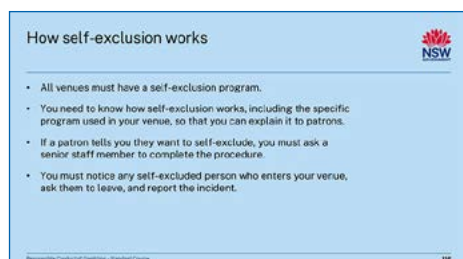 How self-exclusion works
NSW
GOVERNMENT
• All venues must have a self-exclusion program.
• You need to know how self-exclusion works, including the specific
program used in your venue, so that you can explain it to patrons.
• If a patron tells you they want to self-exclude, you must ask a
senior staff member to complete the procedure.
• You must notice any self-excluded person who enters your venue,
ask them to leave, and report the incident.